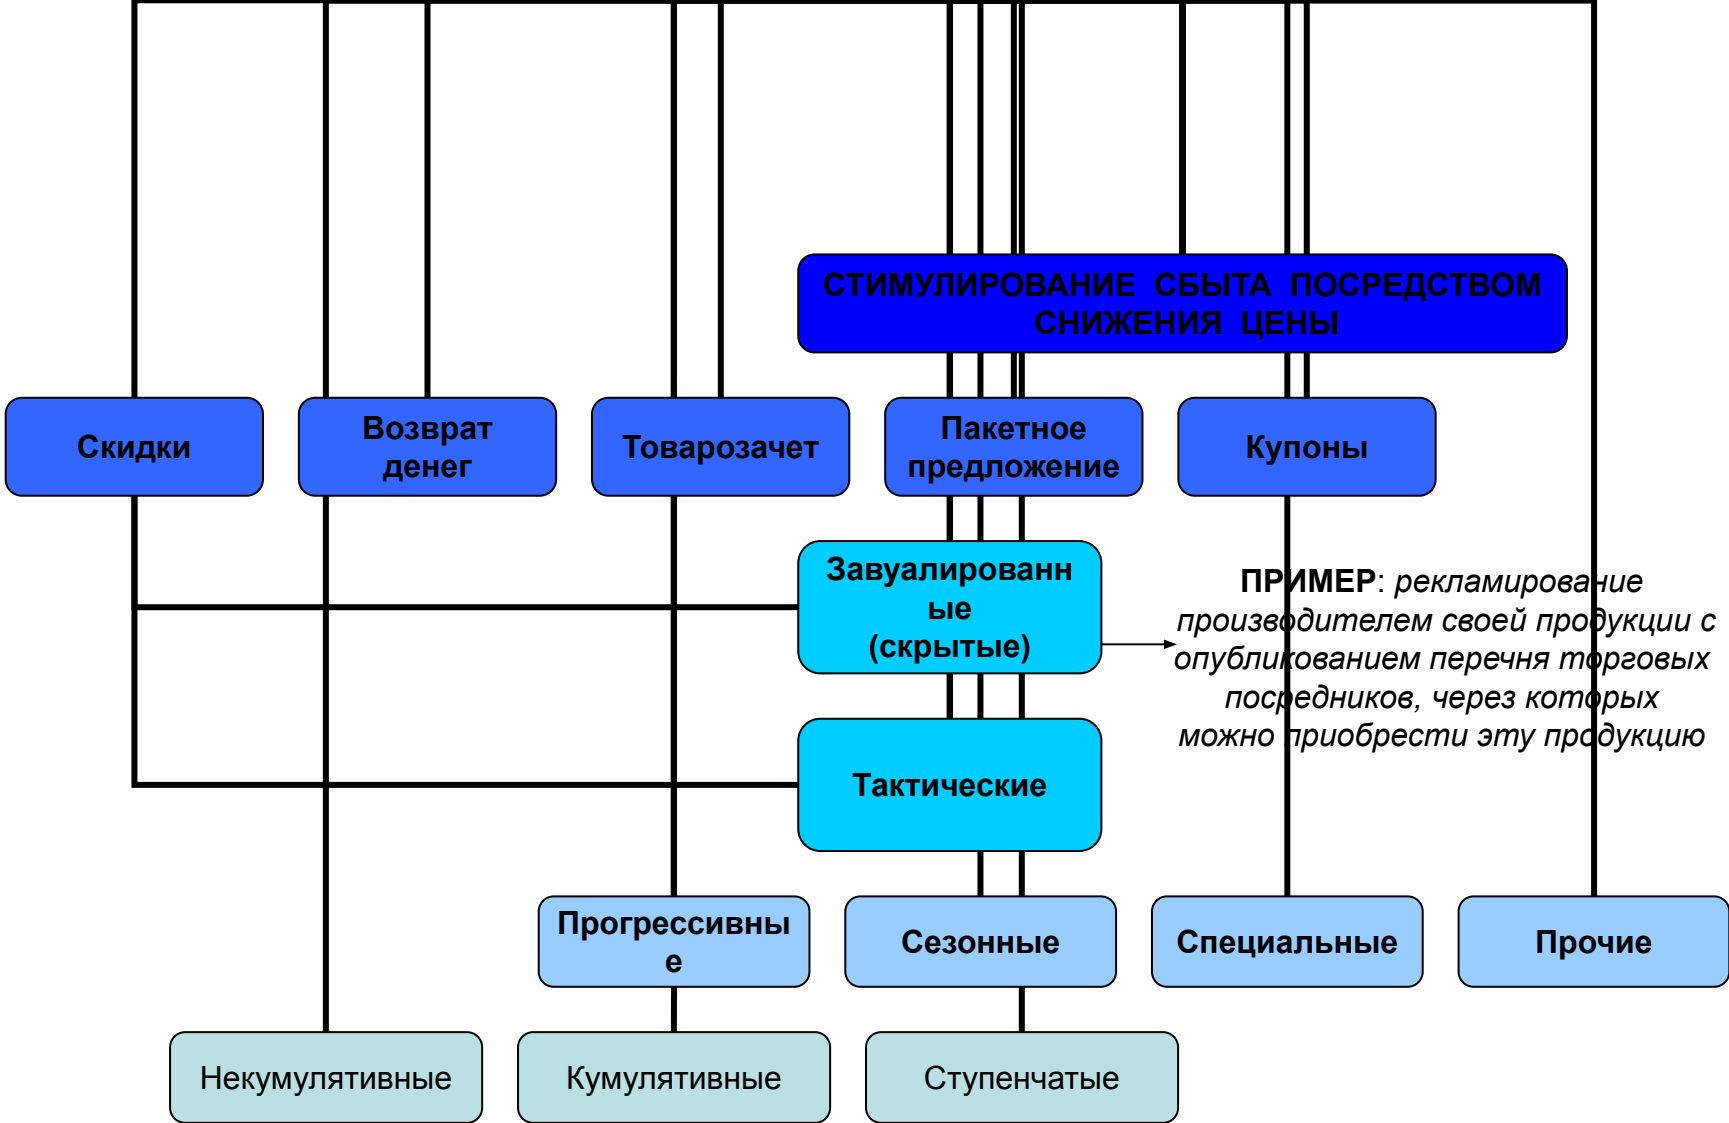 СТИМУЛИРОВАНИЕ СБЫТА ПОСРЕДСТВОМ
СНИЖЕНИЯ ЦЕНЫ
Скидки
Возврат
денег
Товарозачет
Пакетное
предложение
Купоны
Завуалированн
ые
(скрытые)
ПРИМЕР: рекламирование
производителем своей продукции с
опубликованием перечня торговых
посредников, через которых
можно приобрести эту продукцию
Тактические
Прогрессивны
е
Сезонные
Специальные
Прочие
Некумулятивные
Кумулятивные
Ступенчатые